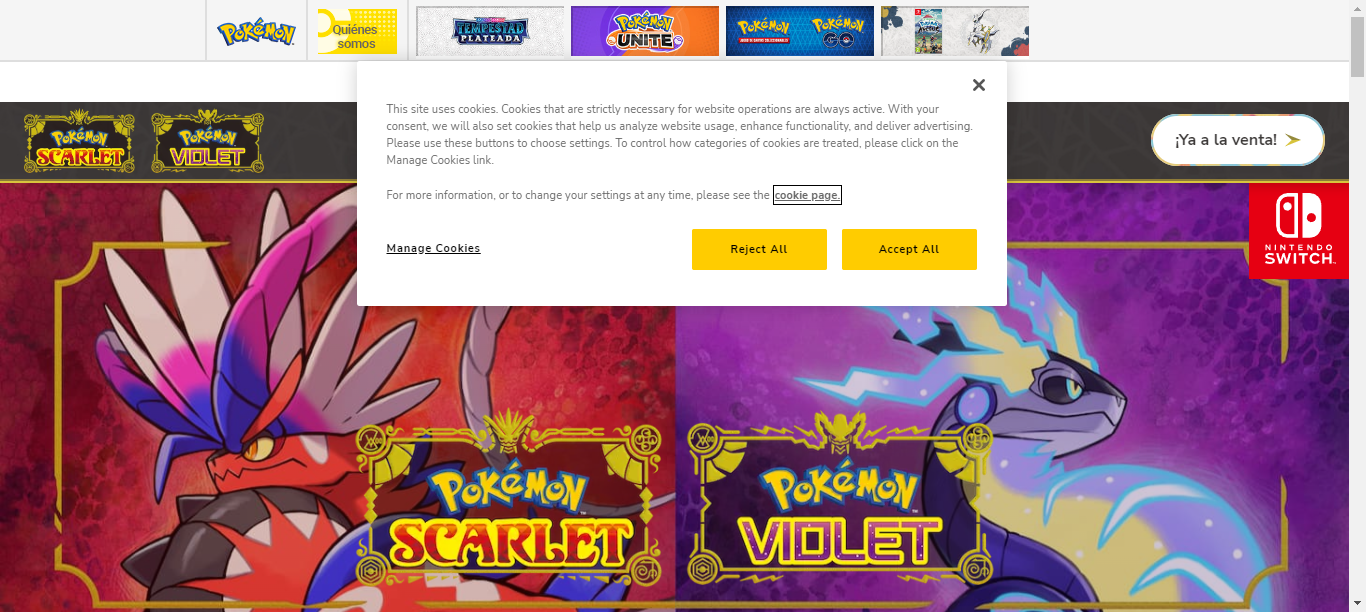 Pokémon
Quiénes
somos
TEMPESTAD
PLATEADA
Pokémon
UNITE
Pokémon
Pokémon
GO
This site uses cookies. Cookies that are strictly necessary for website operations are always active. With your
consent, we will also set cookies that help us analyze website usage, enhance functionality, and deliver advertising.
Please use these buttons to choose settings. To control how categories of cookies are treated, please click on the
Manage Cookies link.
For more information, or to change your settings at any time, please see the cookie page.
Manage Cookies
Reject All
Accept All
Pokémon
SCARLET
Pokémon
VIOLET
¡Ya a la venta!
NINTENDO
SWITCH
Pokémon
SCARLET
Pokémon
VIOLET